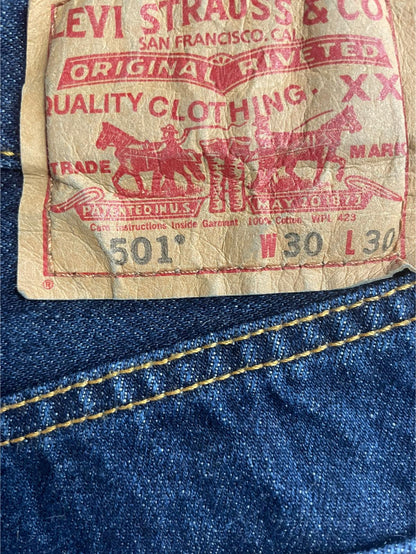 LEVI STRAUSS & CO
SAN FRANCISCO, CAL
ORIGINAL RIVETED
QUALITY CLOTHING. XX
TRADE MARK
PATENTED IN U.S. MAY 20 1873
Care Instructions Inside Garment 100% Cotton WPL 423
501® W 30 L 30
®